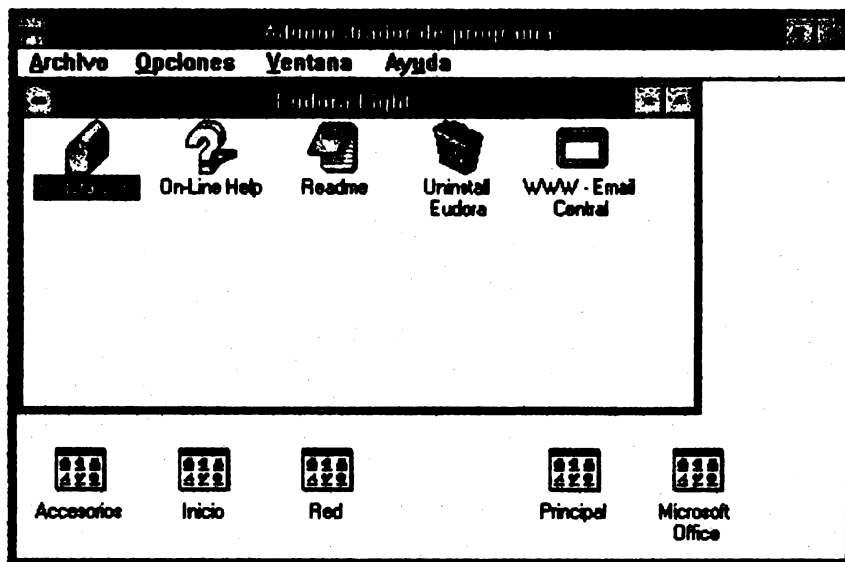 Administrador de programas
Archivo Opciones Ventana Ayuda
Eudora Light
On-Line Help Readme Uninstall Eudora WWW - Email Central
Accesorios Inicio Red Principal Microsoft Office